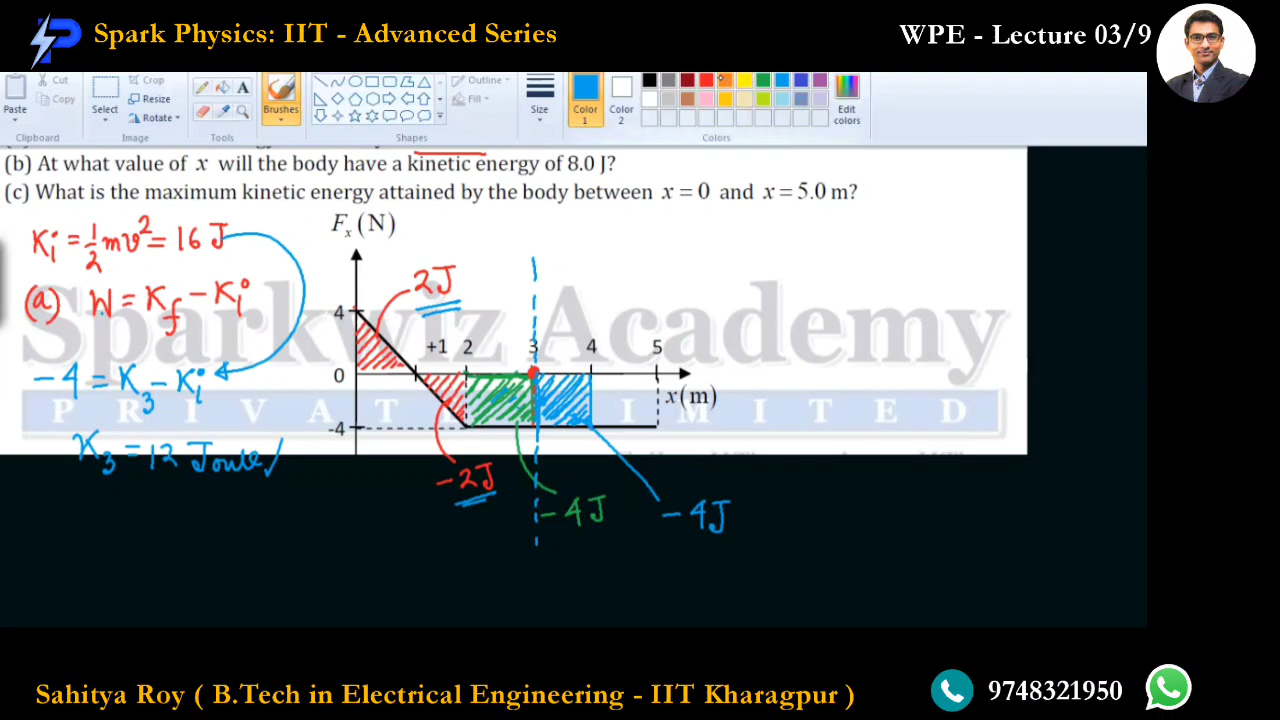 Spark Physics: IIT - Advanced Series
WPE - Lecture 03/9
Paste
Cut
Copy
Clipboard
Select
Crop
Resize
Rotate
Image
A
Tools
Brushes
Shapes
Outline
Fill
Size
Color 1
Color 2
Edit colors
Colors
(b) At what value of x will the body have a kinetic energy of 8.0 J?
(c) What is the maximum kinetic energy attained by the body between x = 0 and x = 5.0 m?
Ki = 1/2 mv² = 16 J
(a) W = Kf - Ki
-4 = K3 - Ki
K3 = 12 Joule ✓
Fx (N)
2J
4
+1 2 3 4 5
0
x(m)
-4
-2J
-4J
-4J
Sparkwiz Academy
PRIVAT IMITED
Sahitya Roy ( B.Tech in Electrical Engineering - IIT Kharagpur )
9748321950